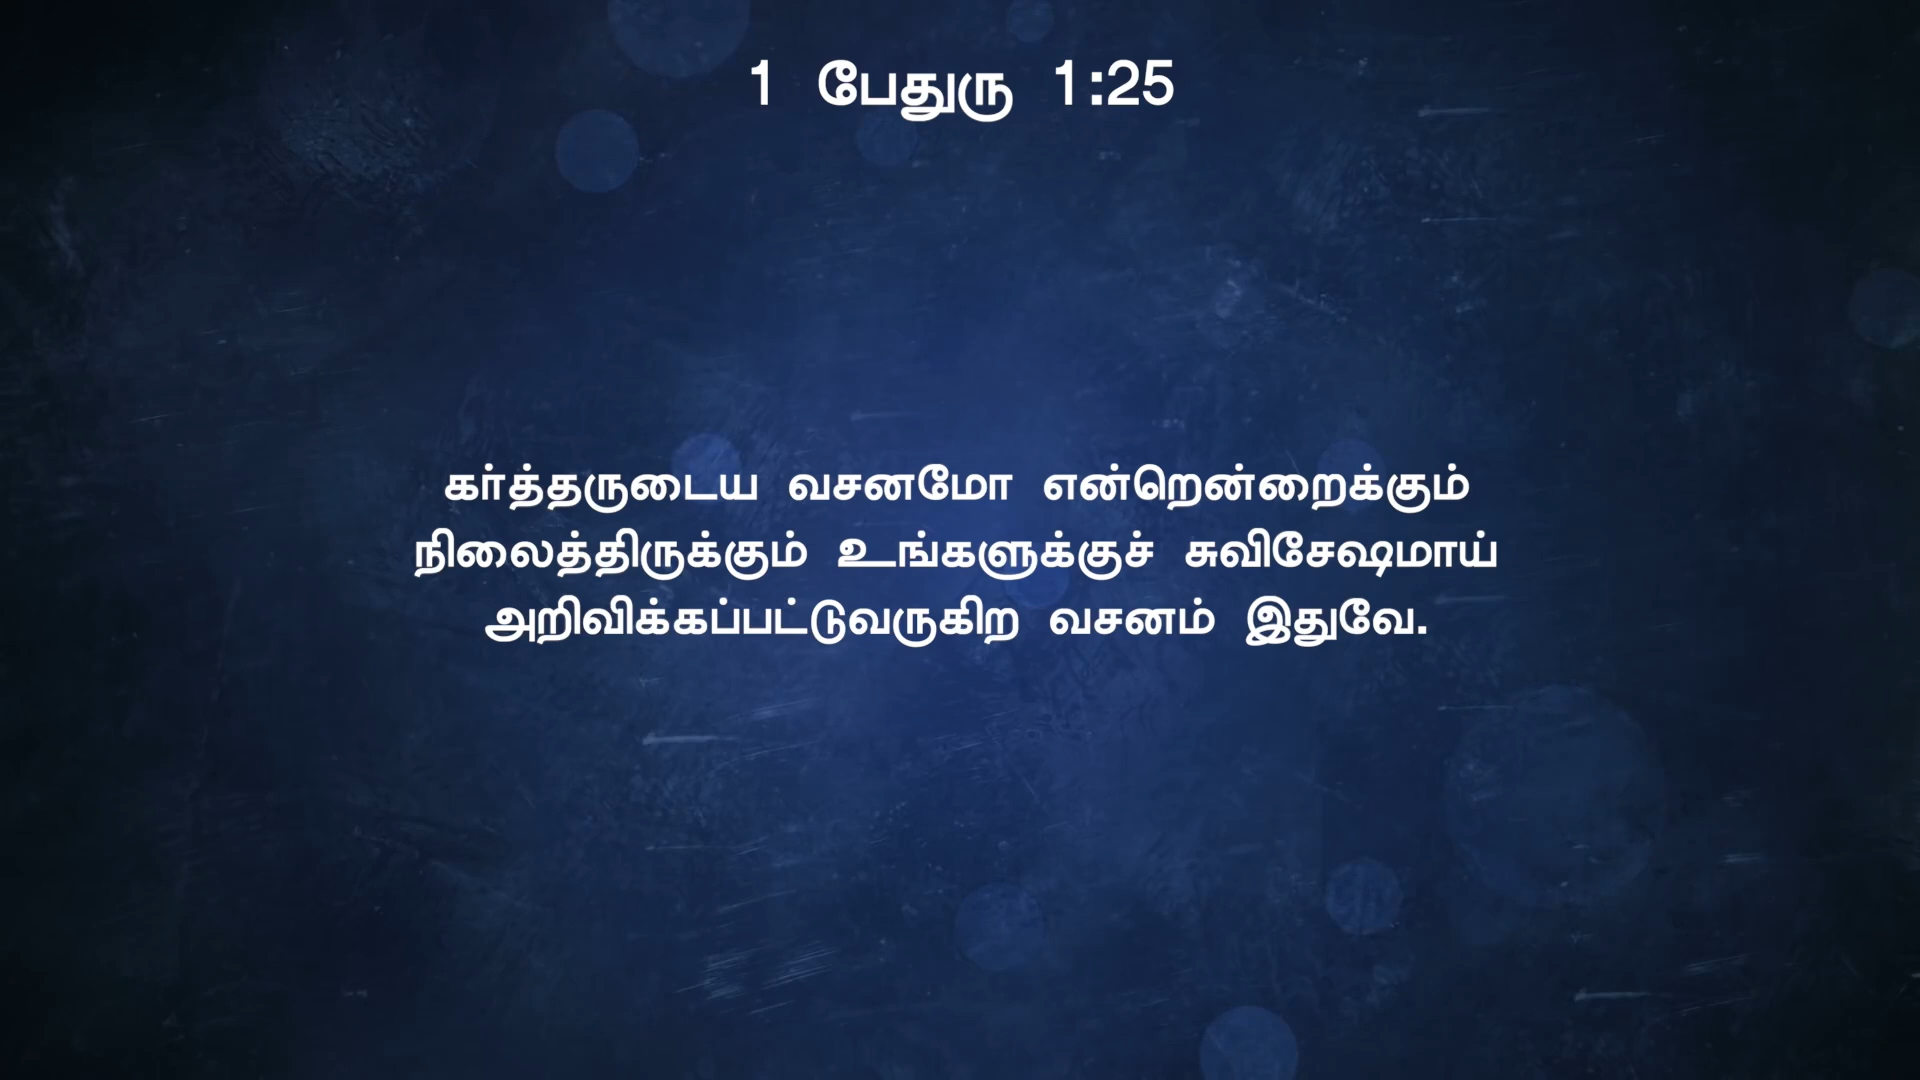 1 பேதுரு 1:25
கர்த்தருடைய வசனமோ என்றென்றைக்கும்
நிலைத்திருக்கும் உங்களுக்குச் சுவிசேஷமாய்
அறிவிக்கப்பட்டுவருகிற வசனம் இதுவே.